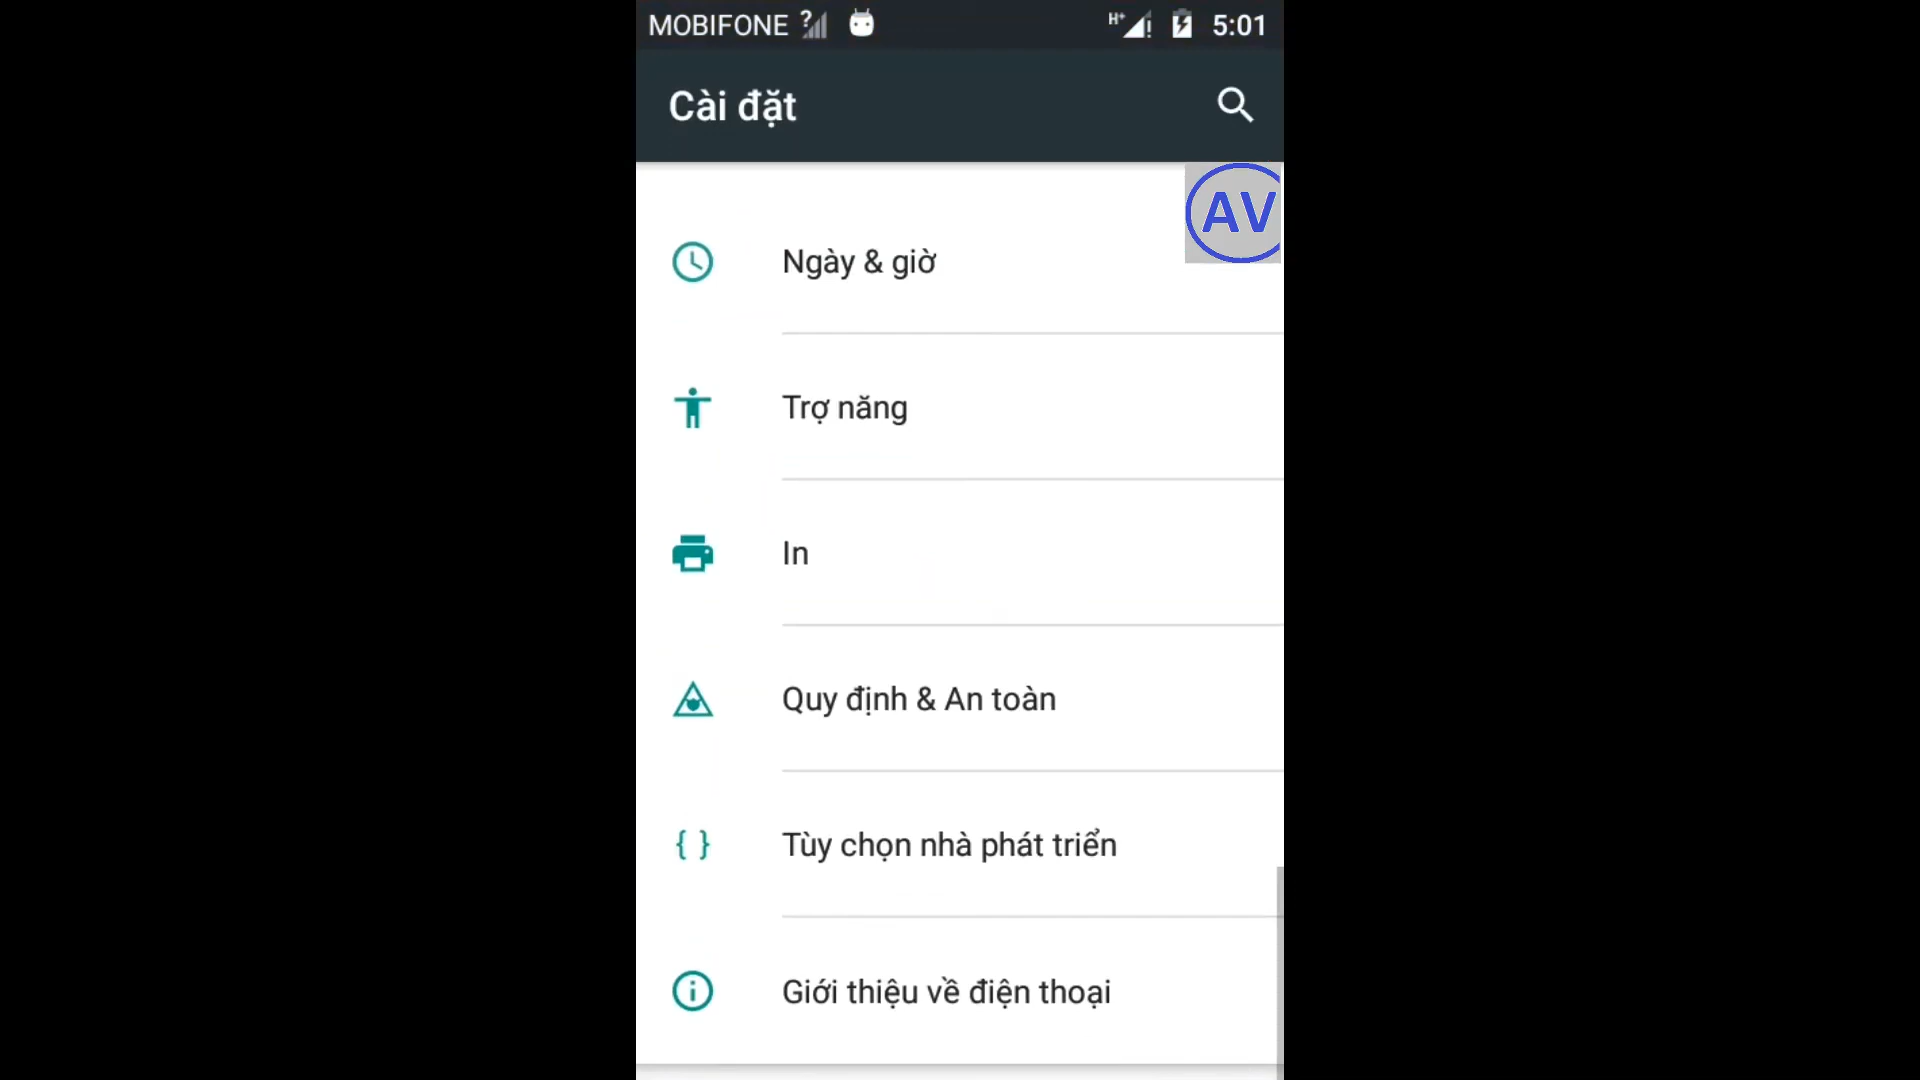 MOBIFONE ? H+ ! 5:01
Cài đặt
AV
Ngày & giờ
Trợ năng
In
Quy định & An toàn
{ } Tùy chọn nhà phát triển
Giới thiệu về điện thoại